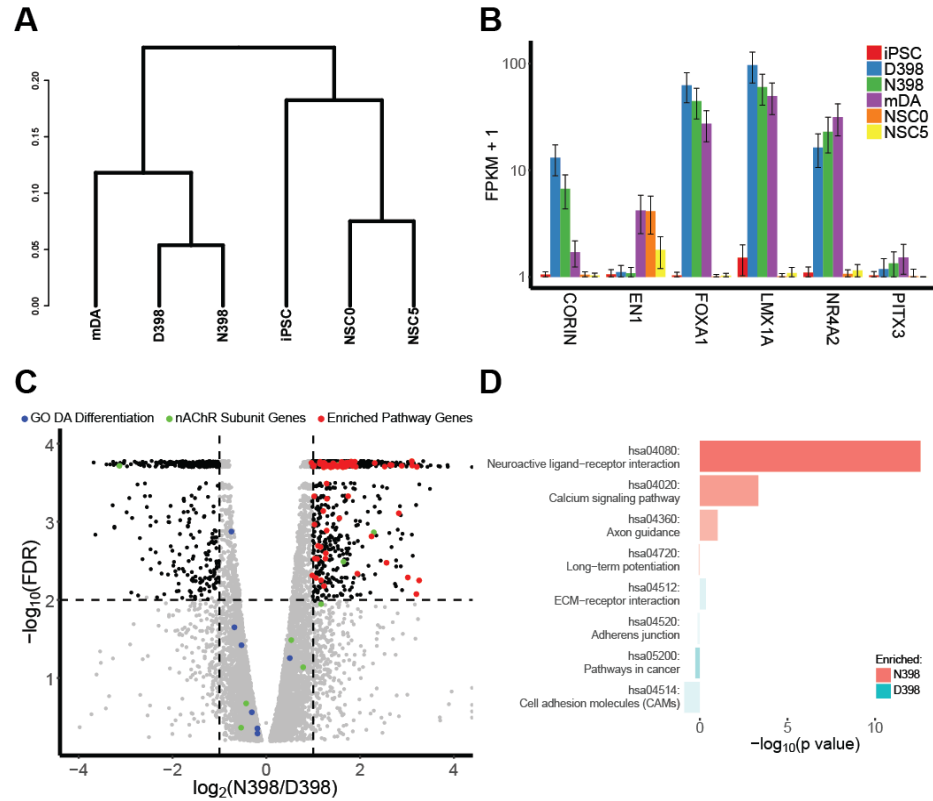 A
0.00
0.05
0.10
0.15
0.20
mDA
D398
N398
iPSC
NSC0
NSC5
B
FPKM + 1
100
10
1
iPSC
D398
N398
mDA
NSC0
NSC5
CORIN
EN1
FOXA1
LMX1A
NR4A2
PITX3
C
GO DA Differentiation
nAChR Subunit Genes
Enriched Pathway Genes
−log10(FDR)
4
3
2
1
−4
−2
0
2
4
log2(N398/D398)
D
hsa04080:
Neuroactive ligand−receptor interaction
hsa04020:
Calcium signaling pathway
hsa04360:
Axon guidance
hsa04720:
Long−term potentiation
hsa04512:
ECM−receptor interaction
hsa04520:
Adherens junction
hsa05200:
Pathways in cancer
hsa04514:
Cell adhesion molecules (CAMs)
Enriched:
N398
D398
0
5
10
−log10(p value)